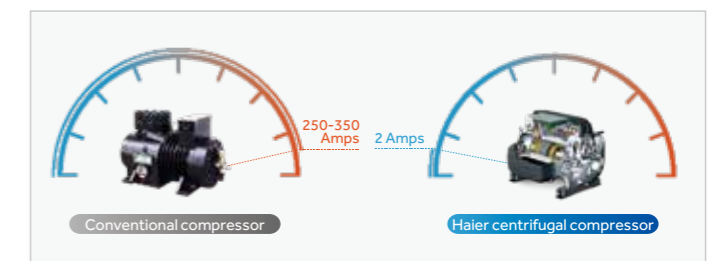 250-350
Amps
2 Amps
Conventional compressor
Haier centrifugal compressor